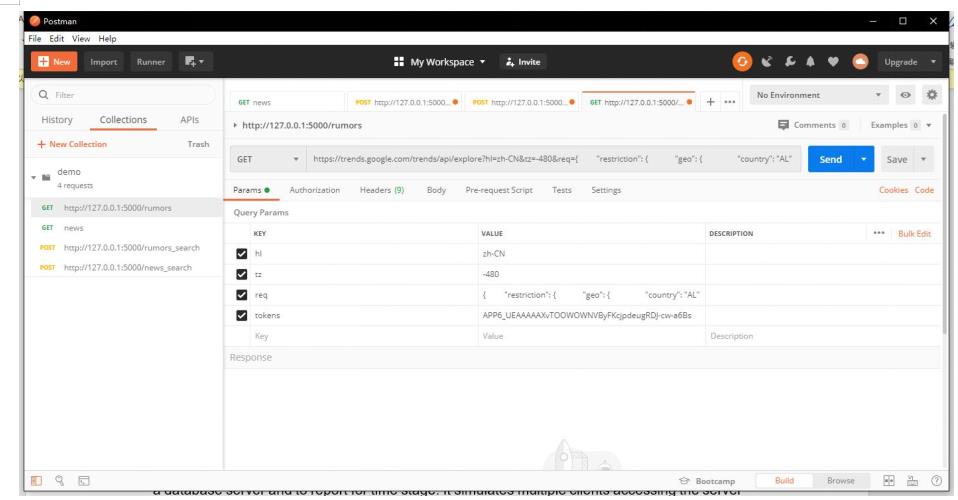 Postman
File Edit View Help
New Import Runner My Workspace Invite Upgrade
Filter
History Collections APIs
+ New Collection Trash
demo
4 requests
GET http://127.0.0.1:5000/rumors
GET news
POST http://127.0.0.1:5000/rumors_search
POST http://127.0.0.1:5000/news_search
GET news POST http://127.0.0.1:5000... POST http://127.0.0.1:5000... GET http://127.0.0.1:5000/... + ••• No Environment
http://127.0.0.1:5000/rumors Comments 0 Examples 0
GET https://trends.google.com/trends/api/explore?hl=zh-CN&tz=-480&req={ "restriction": { "geo": { "country": "AL" Send Save
Params Authorization Headers (9) Body Pre-request Script Tests Settings Cookies Code
Query Params
KEY VALUE DESCRIPTION ••• Bulk Edit
hl zh-CN
tz -480
req { "restriction": { "geo": { "country": "AL"
tokens APP6_UEAAAAAXvTOOWOWNVByFKcjpdeugRDJ-cw-a6Bs
Key Value Description
Response
Bootcamp Build Browse
a database server and to report for time stage. It simulates multiple clients accessing the server